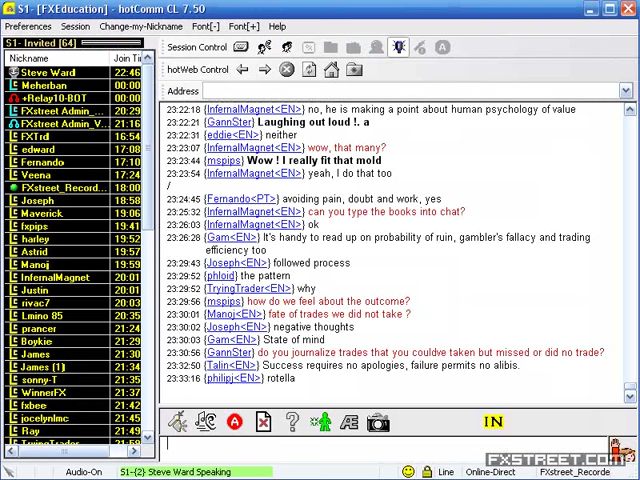 S1- [FXEducation] - hotComm CL 7.50
Preferences Session Change-my-Nickname Font[-] Font[+] Help
S1- Invited [64]
Nickname Join Ti
Steve Ward 22:46
Meherban 00:00
+Relay10-BOT 00:00
FXstreet Admin_ 20:29
FXstreet Admin_V... 21:16
FXTrd 16:54
edward 17:08
Fernando 17:10
Veena 17:24
FXstreet_Recorde... 18:00
Joseph 18:58
Maverick 19:06
fxpips 19:41
harley 19:52
Astrid 19:57
Manoj 19:59
InfernalMagnet 20:01
Justin 20:01
rivac7 20:03
Lmino 85 20:35
prancer 21:24
Boykie 21:29
James 21:30
James (1) 21:34
sonny-T 21:35
WinnerFX 21:37
fxbee 21:42
jocelynlmc 21:45
Ray 21:49
TryingTrader 21:59
Session Control
hotWeb Control
Address
23:22:18 {InfernalMagnet<EN>} no, he is making a point about human psychology of value
23:22:21 {GannSter} Laughing out loud !. a
23:22:31 {eddie<EN>} neither
23:23:07 {InfernalMagnet<EN>} wow, that many?
23:23:44 {mspips} Wow ! I really fit that mold
23:23:54 {InfernalMagnet<EN>} yeah, I do that too
/
23:24:45 {Fernando<PT>} avoiding pain, doubt and work, yes
23:25:32 {InfernalMagnet<EN>} can you type the books into chat?
23:26:03 {InfernalMagnet<EN>} ok
23:26:28 {Gam<EN>} It's handy to read up on probability of ruin, gambler's fallacy and trading
efficiency too
23:29:43 {Joseph<EN>} followed process
23:29:52 {phloid} the pattern
23:29:52 {TryingTrader<EN>} why
23:29:56 {mspips} how do we feel about the outcome?
23:30:01 {Manoj<EN>} fate of trades we did not take ?
23:30:02 {Joseph<EN>} negative thoughts
23:30:03 {Gam<EN>} State of mind
23:30:56 {GannSter} do you journalize trades that you couldve taken but missed or did no trade?
23:32:50 {Talin<EN>} Success requires no apologies, failure permits no alibis.
23:33:16 {philipj<EN>} rotella
IN
FXSTREET.COM
Audio-On S1-{2} Steve Ward Speaking Line Online-Direct FXstreet_Recorde